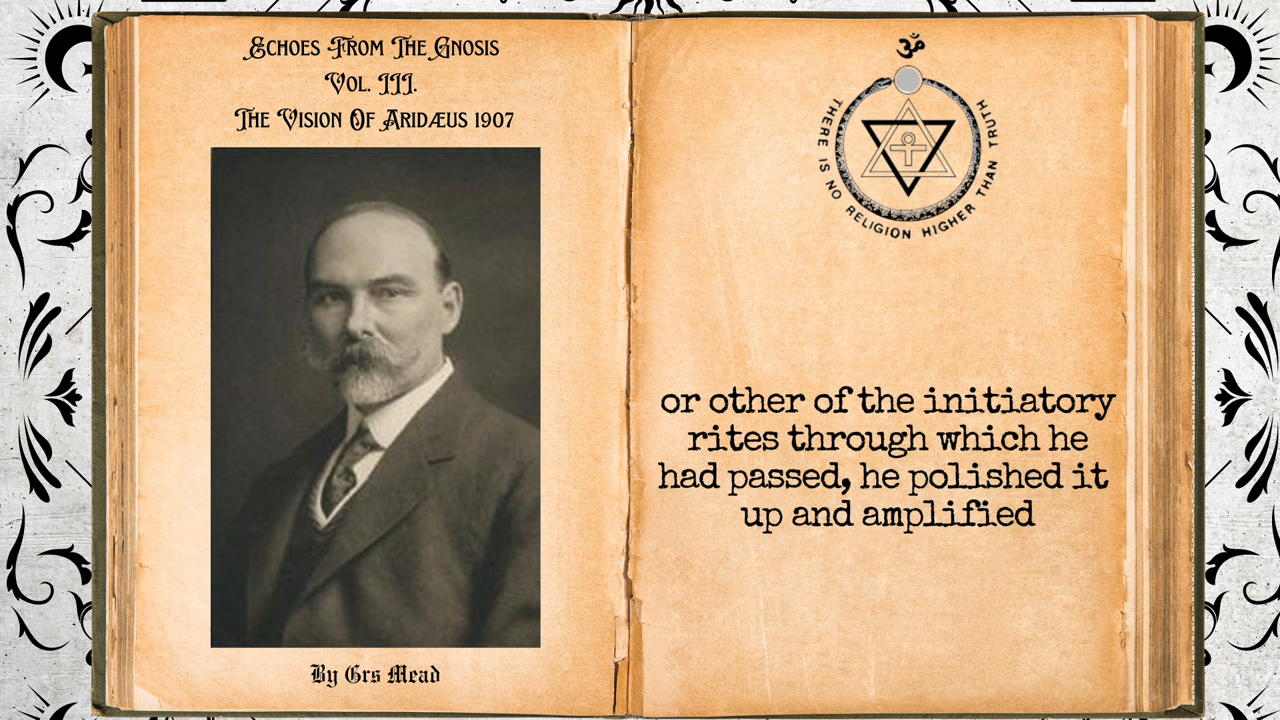 Echoes From The Gnosis
Vol. III.
The Vision Of Aridæus 1907
By Grs Mead
ॐ
THERE IS NO RELIGION HIGHER THAN TRUTH
or other of the initiatory
rites through which he
had passed, he polished it
up and amplified